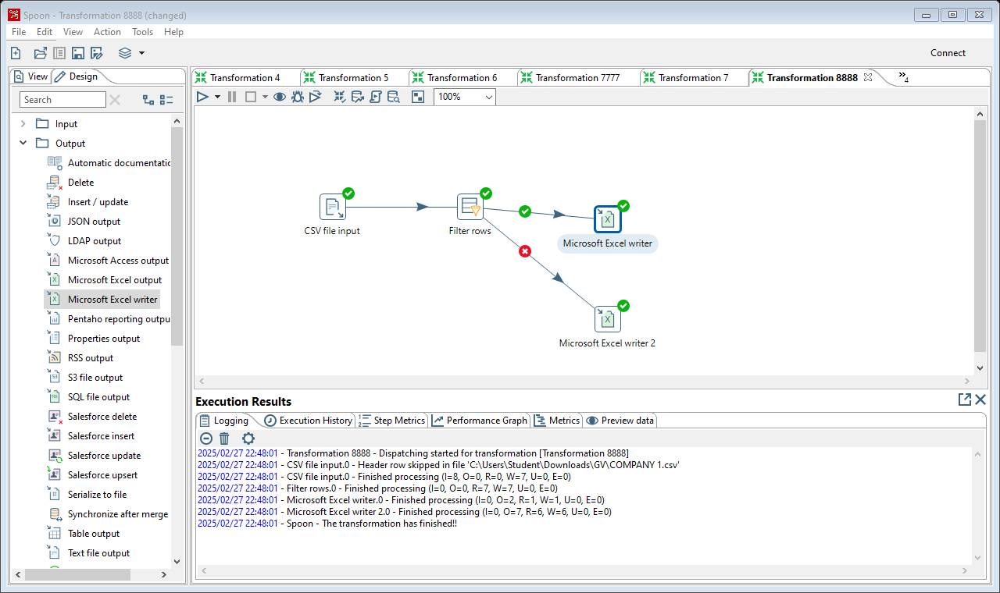 Spoon - Transformation 8888 (changed)
File Edit View Action Tools Help
Connect
View Design
Transformation 4 Transformation 5 Transformation 6 Transformation 7777 Transformation 7 Transformation 8888 » 4
Search
100%
Input
Output
Automatic documentatic
Delete
Insert / update
JSON output
LDAP output
Microsoft Access output
Microsoft Excel output
Microsoft Excel writer
Pentaho reporting outpu
Properties output
RSS output
S3 file output
SQL file output
Salesforce delete
Salesforce insert
Salesforce update
Salesforce upsert
Serialize to file
Synchronize after merge
Table output
Text file output
CSV file input
Filter rows
Microsoft Excel writer
Microsoft Excel writer 2
Execution Results
Logging Execution History Step Metrics Performance Graph Metrics Preview data
2025/02/27 22:48:01 - Transformation 8888 - Dispatching started for transformation [Transformation 8888]
2025/02/27 22:48:01 - CSV file input.0 - Header row skipped in file 'C:\Users\Student\Downloads\GV\COMPANY 1.csv'
2025/02/27 22:48:01 - CSV file input.0 - Finished processing (I=8, O=0, R=0, W=7, U=0, E=0)
2025/02/27 22:48:01 - Filter rows.0 - Finished processing (I=0, O=0, R=7, W=7, U=0, E=0)
2025/02/27 22:48:01 - Microsoft Excel writer.0 - Finished processing (I=0, O=2, R=1, W=1, U=0, E=0)
2025/02/27 22:48:01 - Microsoft Excel writer 2.0 - Finished processing (I=0, O=7, R=6, W=6, U=0, E=0)
2025/02/27 22:48:01 - Spoon - The transformation has finished!!